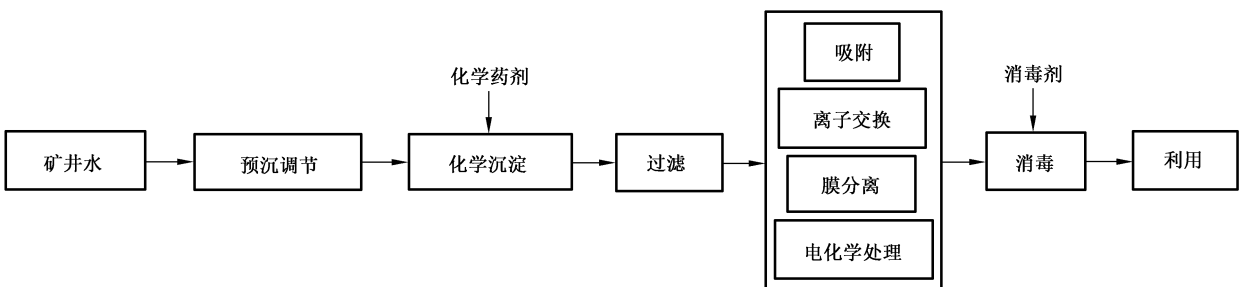 矿井水
预沉调节
化学药剂
化学沉淀
过滤
吸附
离子交换
膜分离
电化学处理
消毒剂
消毒
利用